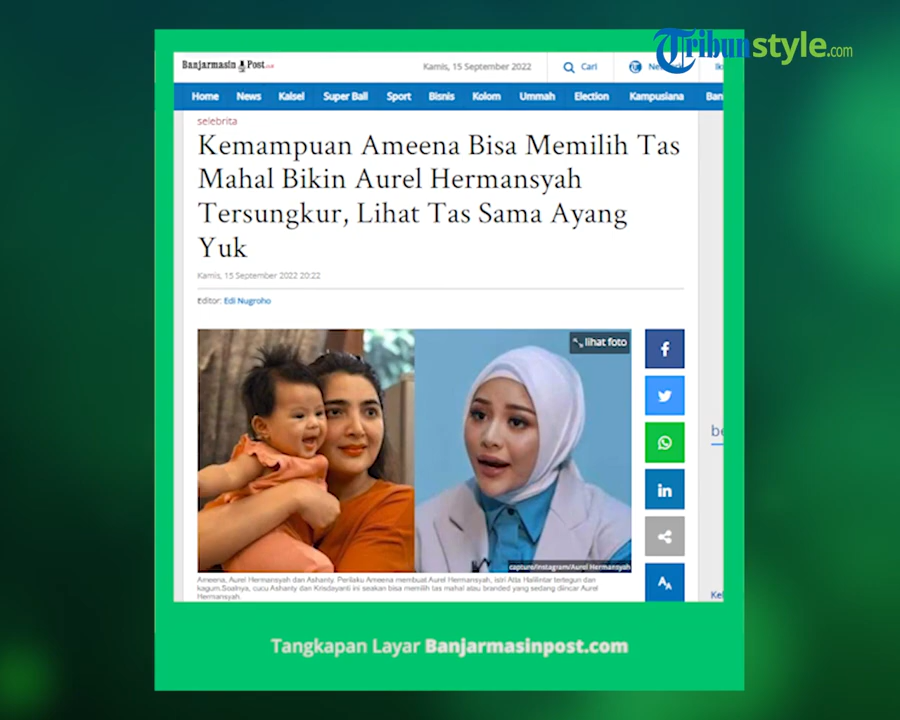 Tribunstyle.com
Banjarmasin Post
Kamis, 15 September 2022
Cari
Home News Kalsel Super Ball Sport Bisnis Kolom Ummah Election Kampusiana Ban
selebrita
Kemampuan Ameena Bisa Memilih Tas
Mahal Bikin Aurel Hermansyah
Tersungkur, Lihat Tas Sama Ayang
Yuk
Kamis, 15 September 2022 20:22
Editor: Edi Nugroho
lihat foto
be
capture/instagram/Aurel Hermansyah
Ameena, Aurel Hermansyah dan Ashanty. Perilaku Ameena membuat Aurel Hermansyah, istri Atta Halilintar tertegun dan
kagum.Soalnya, cucu Ashanty dan Krisdayanti ini seakan bisa memilih tas mahal atau branded yang sedang diincar Aurel
Hermansyah.
AA
Tangkapan Layar Banjarmasinpost.com